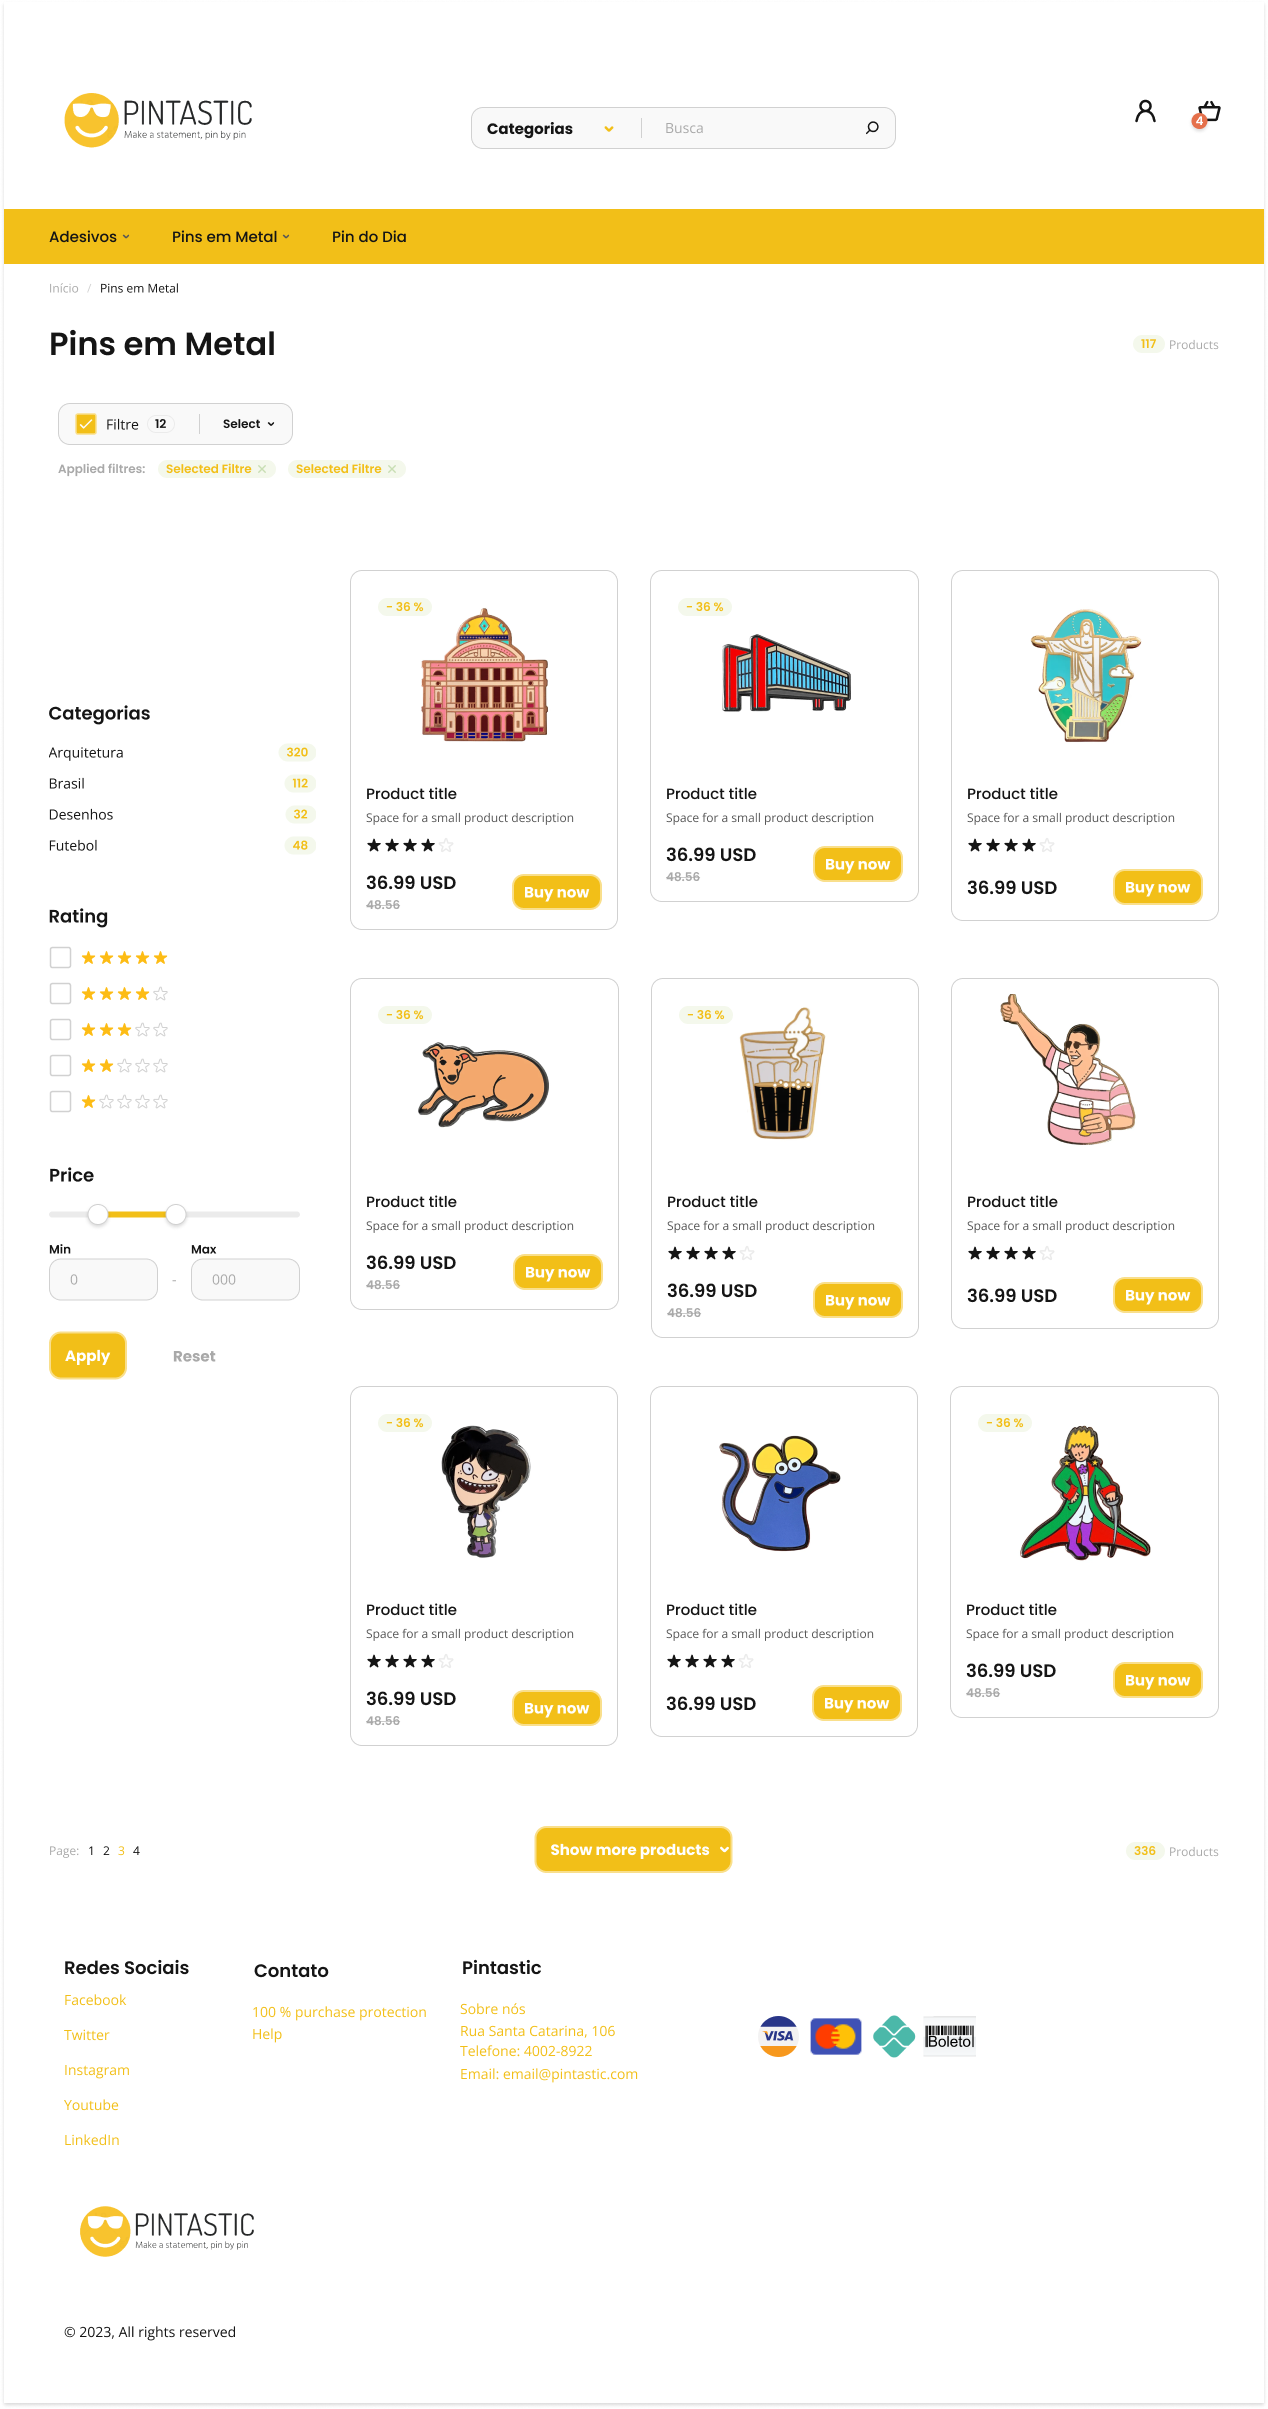 PINTASTIC
Make a statement, pin by pin
Categorias
Busca
4
Adesivos
Pins em Metal
Pin do Dia
Início / Pins em Metal
Pins em Metal
117 Products
Filtre 12
Select
Applied filtres: Selected Filtre Selected Filtre
Categorias
Arquitetura 320
Brasil 112
Desenhos 32
Futebol 48
Rating
Price
Min
Max
0 - 000
Apply
Reset
- 36 %
Product title
Space for a small product description
36.99 USD
48.56
Buy now
- 36 %
Product title
Space for a small product description
36.99 USD
48.56
Buy now
Product title
Space for a small product description
36.99 USD
Buy now
- 36 %
Product title
Space for a small product description
36.99 USD
48.56
Buy now
- 36 %
Product title
Space for a small product description
36.99 USD
48.56
Buy now
Product title
Space for a small product description
36.99 USD
Buy now
- 36 %
Product title
Space for a small product description
36.99 USD
48.56
Buy now
Product title
Space for a small product description
36.99 USD
Buy now
- 36 %
Product title
Space for a small product description
36.99 USD
48.56
Buy now
Page: 1 2 3 4
Show more products
336 Products
Redes Sociais
Facebook
Twitter
Instagram
Youtube
LinkedIn
Contato
100 % purchase protection
Help
Pintastic
Sobre nós
Rua Santa Catarina, 106
Telefone: 4002-8922
Email: email@pintastic.com
VISA
Boleto!
PINTASTIC
Make a statement, pin by pin
© 2023, All rights reserved